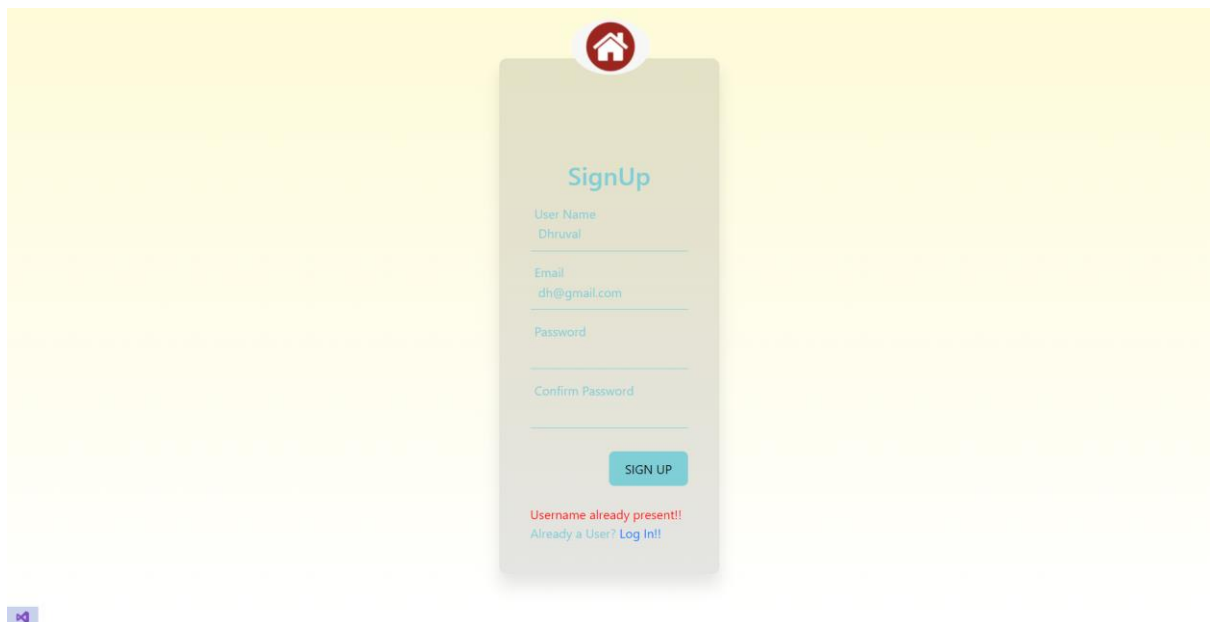 SignUp
User Name
Dhruval
Email
dh@gmail.com
Password
Confirm Password
SIGN UP
Username already present!!
Already a User? Log In!!